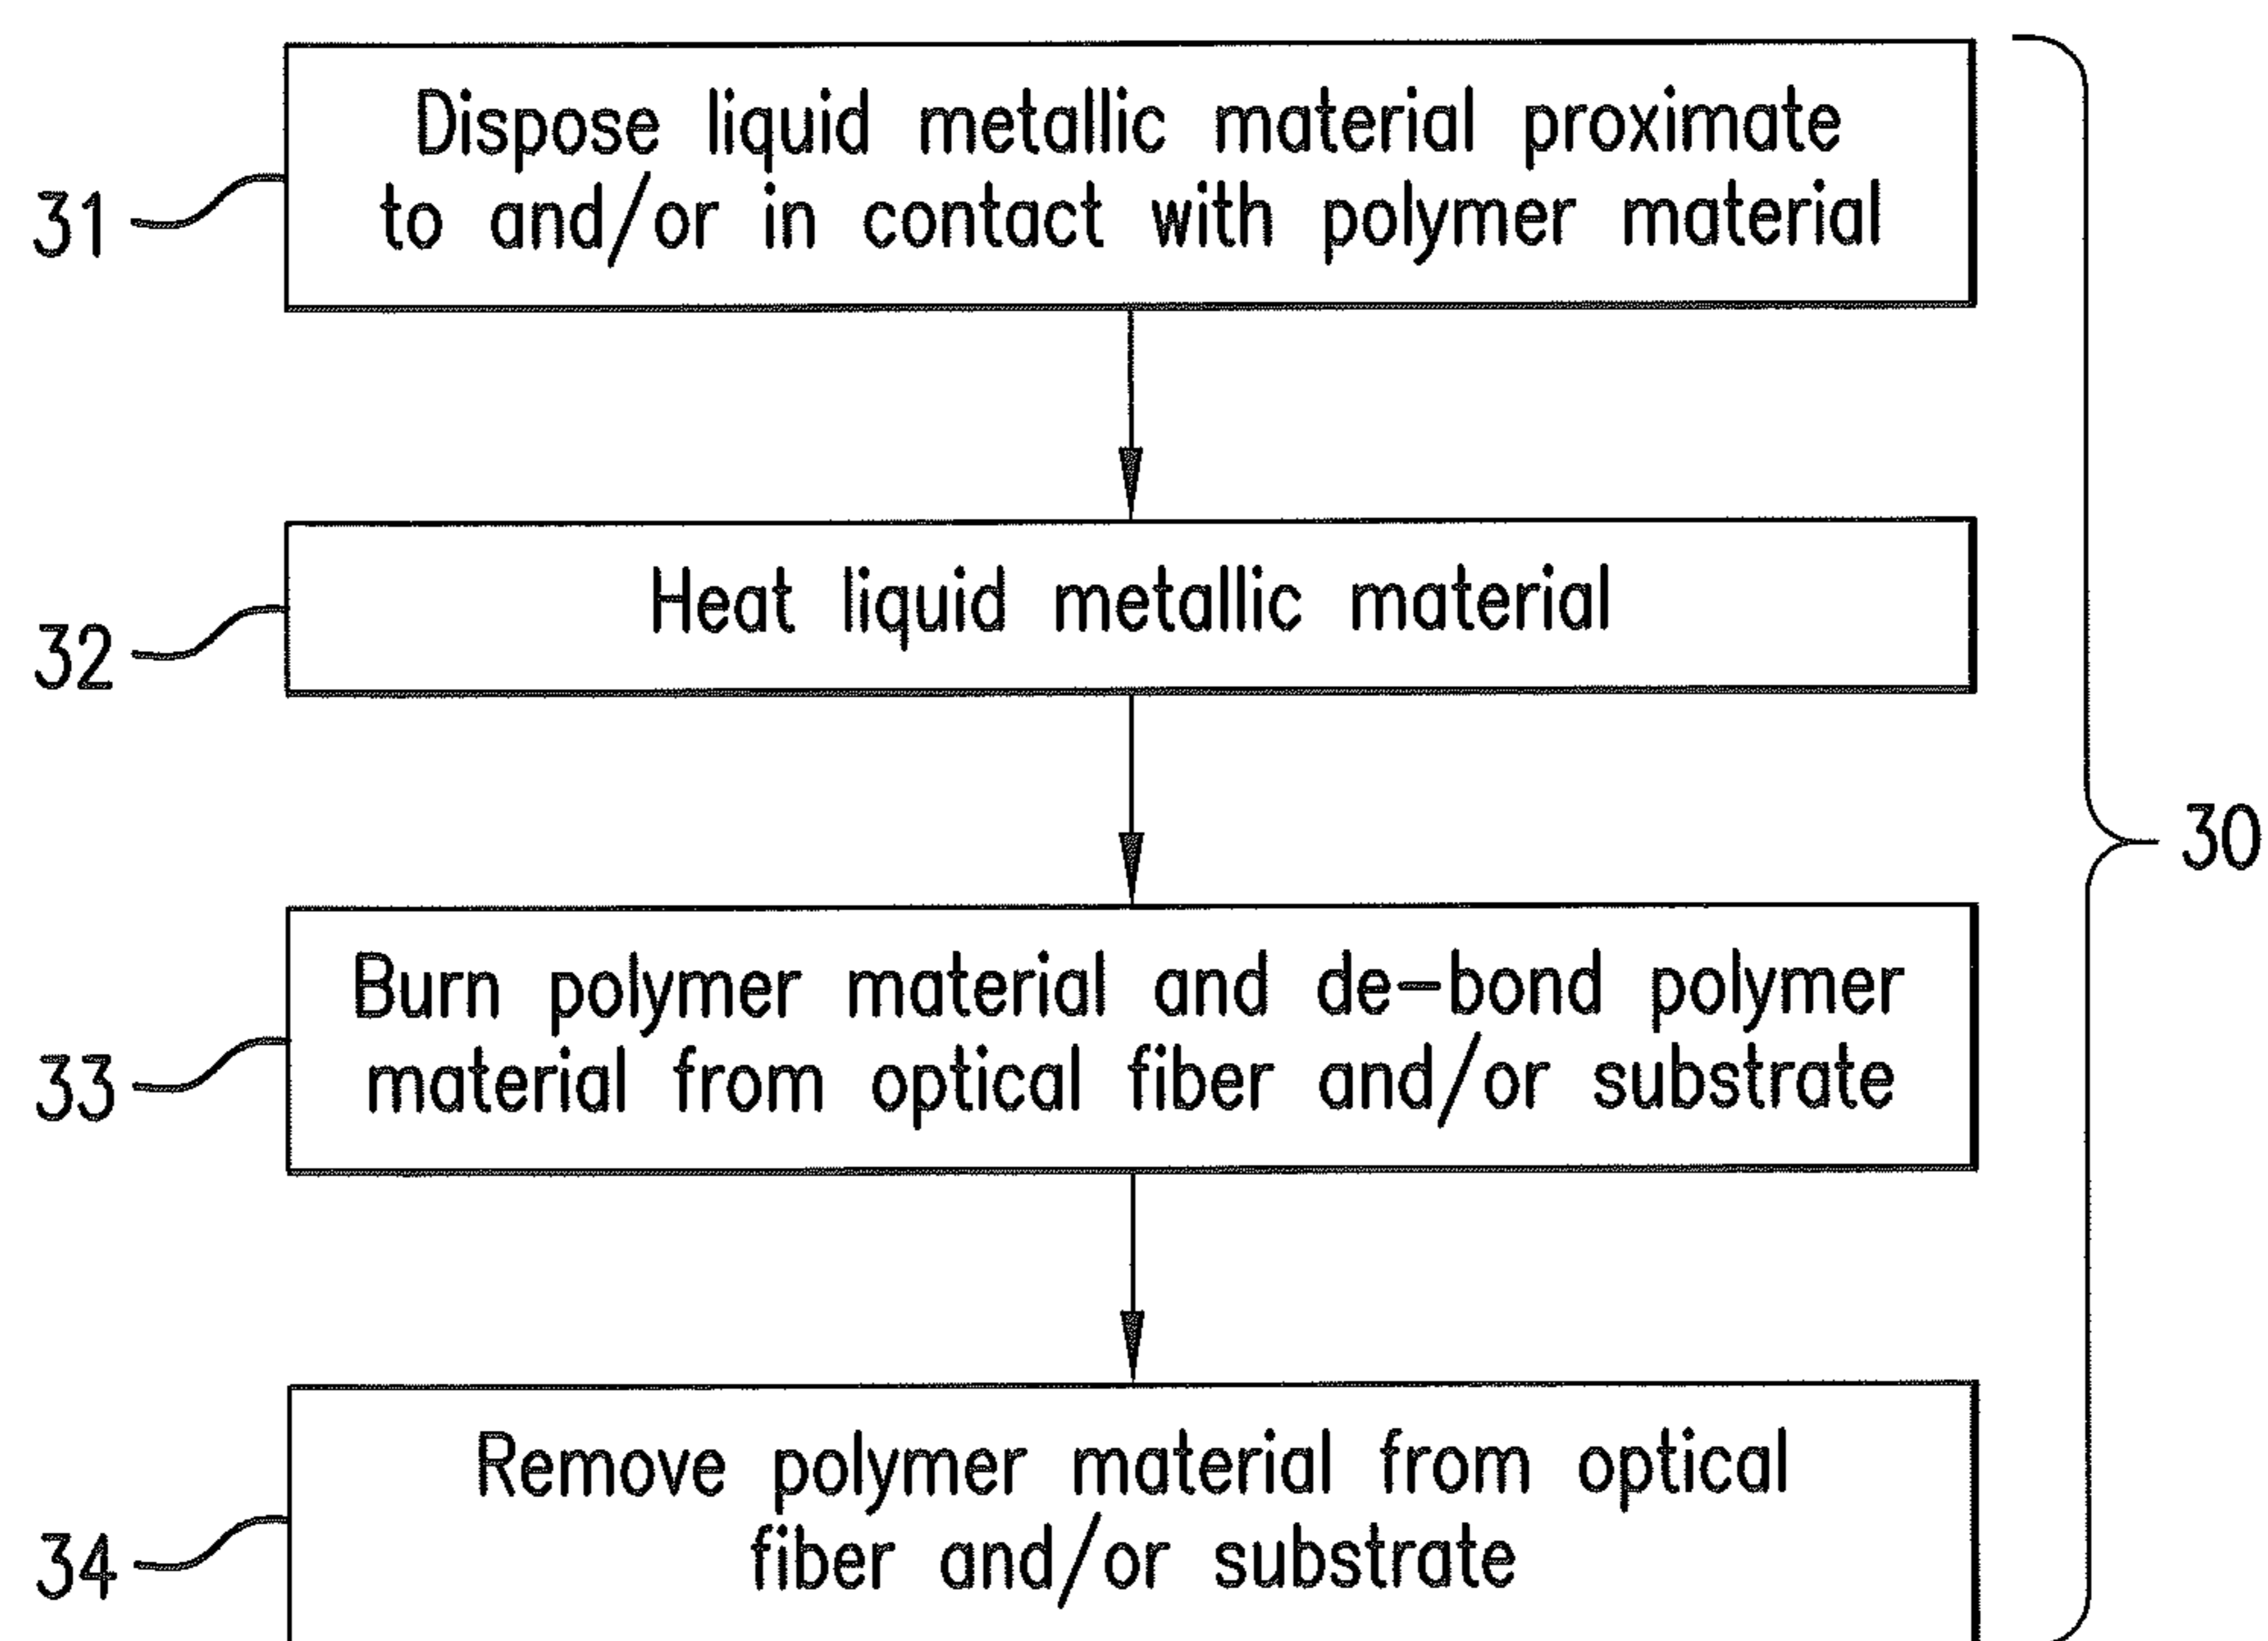 Dispose liquid metallic material proximate
to and/or in contact with polymer material
31
Heat liquid metallic material
32
30
Burn polymer material and de-bond polymer
material from optical fiber and/or substrate
33
Remove polymer material from optical
fiber and/or substrate
34